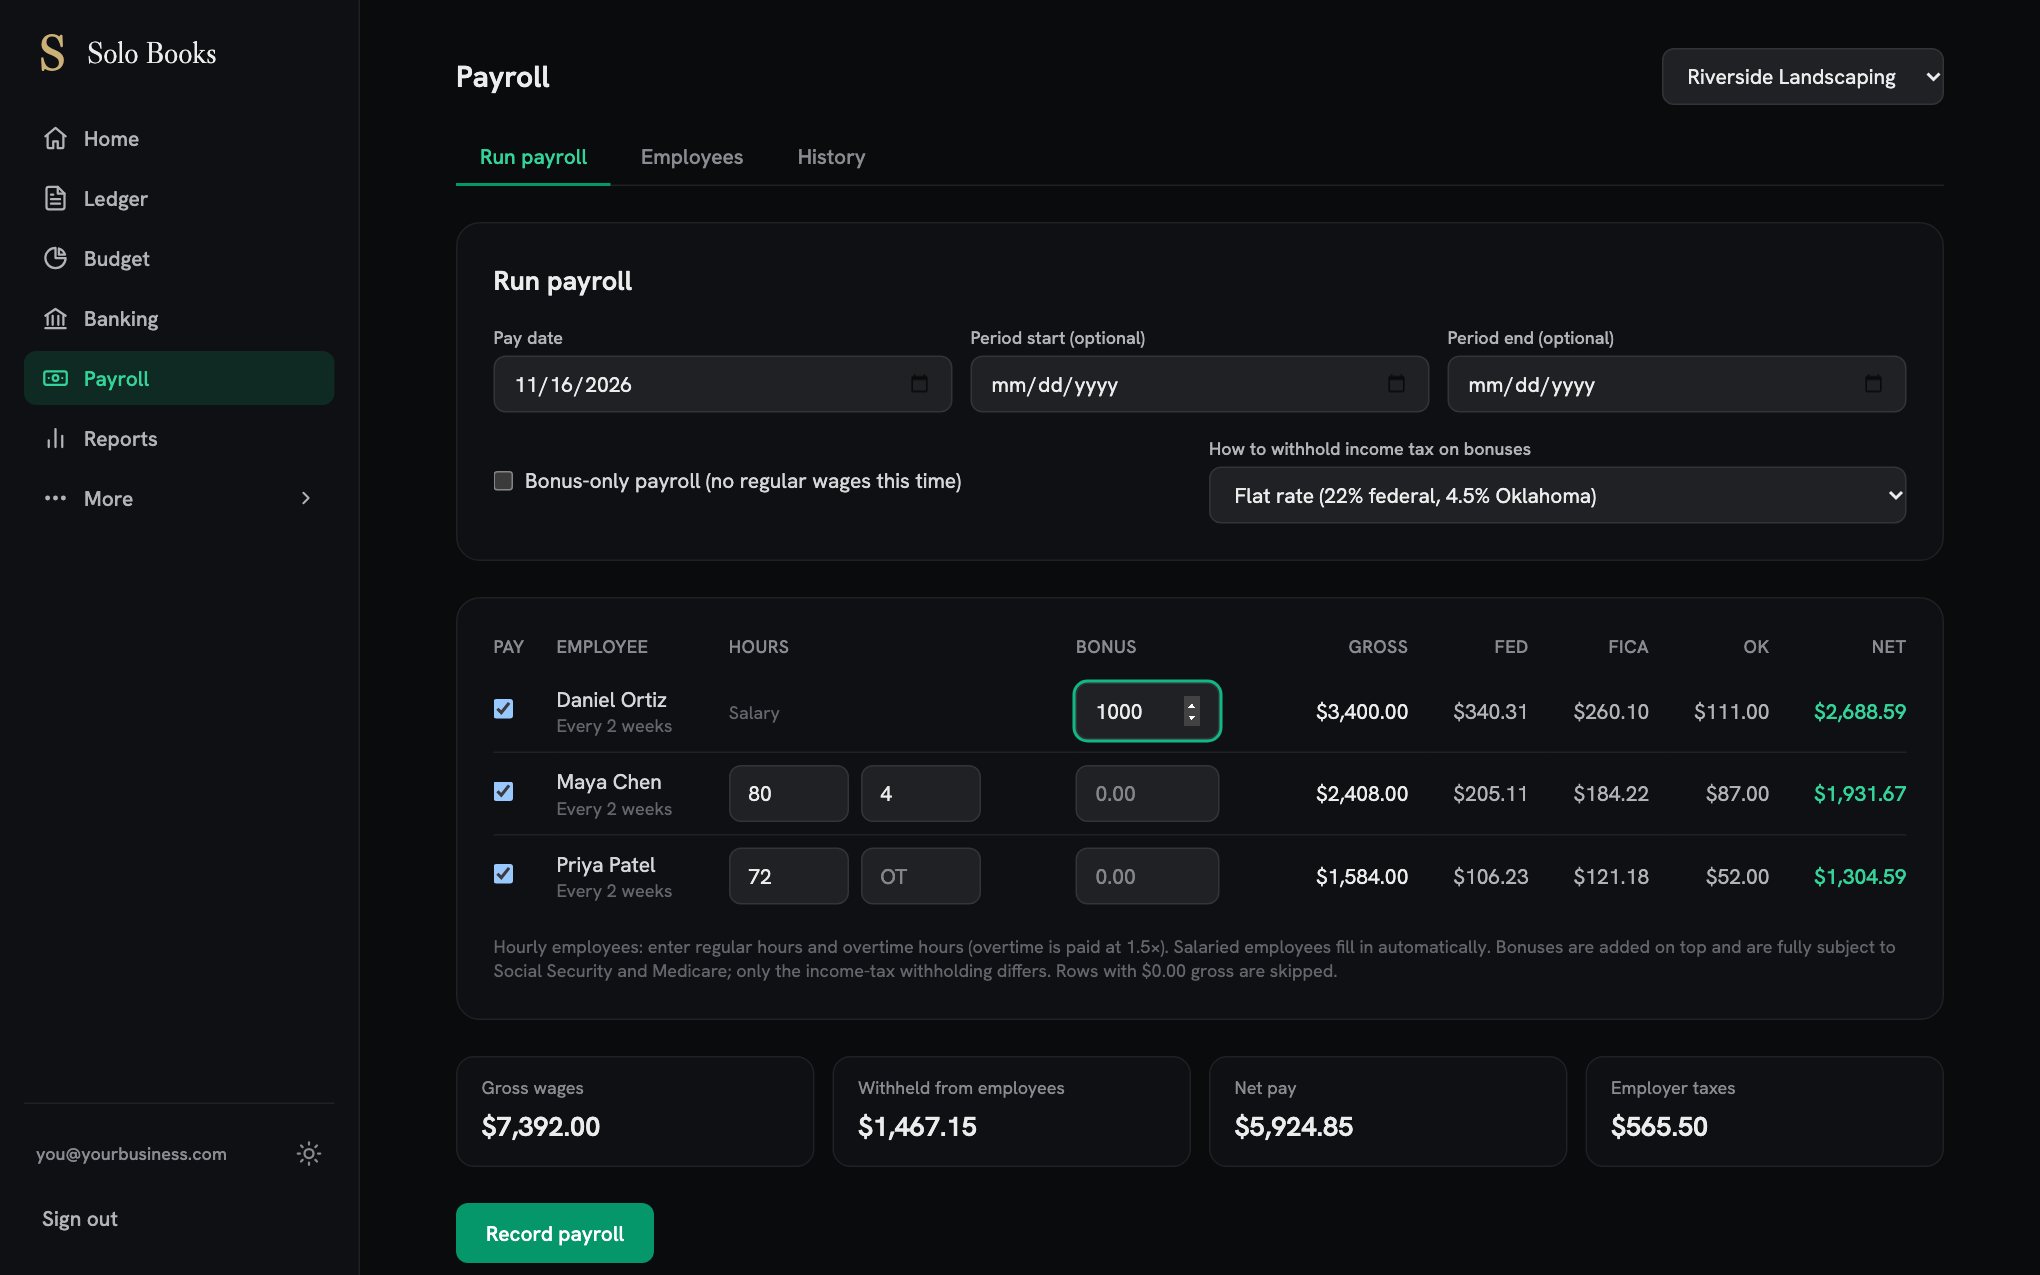 S Solo Books
Home
Ledger
Budget
Banking
Payroll
Reports
More
you@yourbusiness.com
Sign out
Payroll
Riverside Landscaping
Run payroll Employees History
Run payroll
Pay date Period start (optional) Period end (optional)
11/16/2026 mm/dd/yyyy mm/dd/yyyy
How to withhold income tax on bonuses
Bonus-only payroll (no regular wages this time) Flat rate (22% federal, 4.5% Oklahoma)
PAY EMPLOYEE HOURS BONUS GROSS FED FICA OK NET
Daniel Ortiz Salary 1000 $3,400.00 $340.31 $260.10 $111.00 $2,688.59
Every 2 weeks
Maya Chen 80 4 0.00 $2,408.00 $205.11 $184.22 $87.00 $1,931.67
Every 2 weeks
Priya Patel 72 OT 0.00 $1,584.00 $106.23 $121.18 $52.00 $1,304.59
Every 2 weeks
Hourly employees: enter regular hours and overtime hours (overtime is paid at 1.5×). Salaried employees fill in automatically. Bonuses are added on top and are fully subject to
Social Security and Medicare; only the income-tax withholding differs. Rows with $0.00 gross are skipped.
Gross wages Withheld from employees Net pay Employer taxes
$7,392.00 $1,467.15 $5,924.85 $565.50
Record payroll